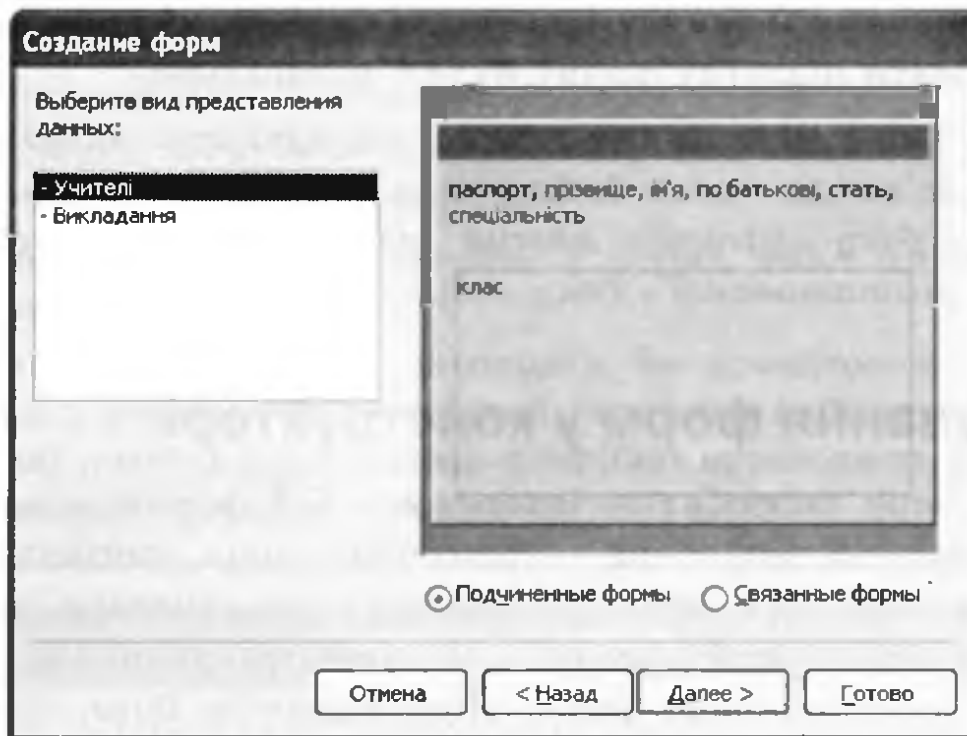 Создание форм
Выберите вид представления
данных:
- Учителі
- Викладання
паспорт, прізвище, ім'я, по батькові, стать,
спеціальність
клас
Подчиненные формы
Связанные формы
Отмена
< Назад
Далее >
Готово